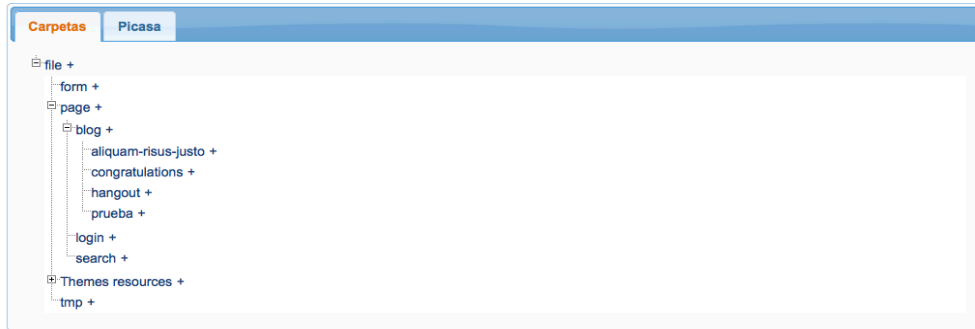 Carpetas Picasa
file +
form +
page +
blog +
aliquam-risus-justo +
congratulations +
hangout +
prueba +
login +
search +
Themes resources +
tmp +